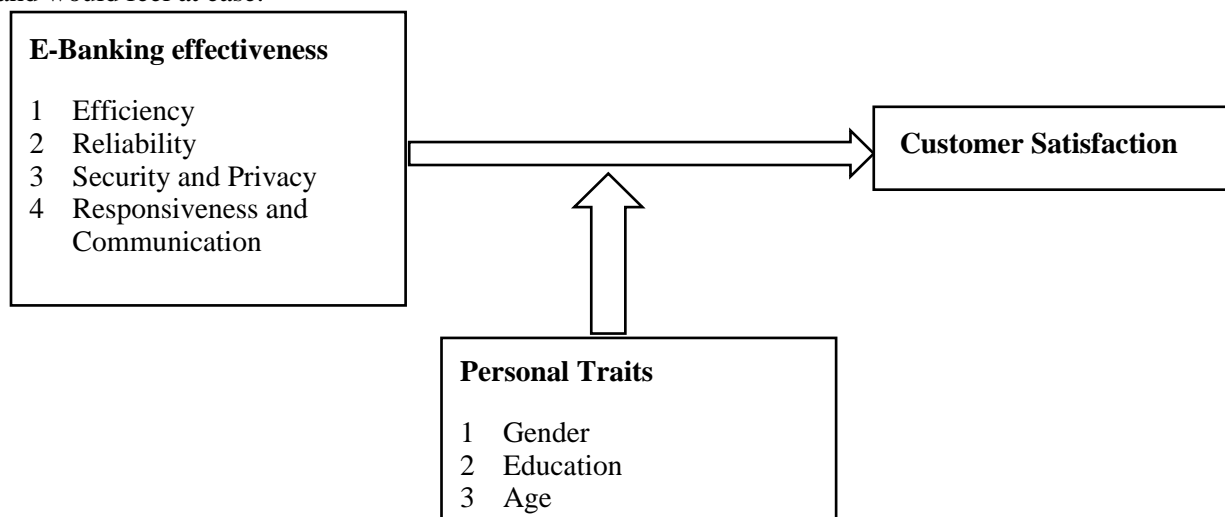 and would feel at ease.
E-Banking effectiveness
1 Efficiency
2 Reliability
3 Security and Privacy
4 Responsiveness and
Communication
Customer Satisfaction
Personal Traits
1 Gender
2 Education
3 Age